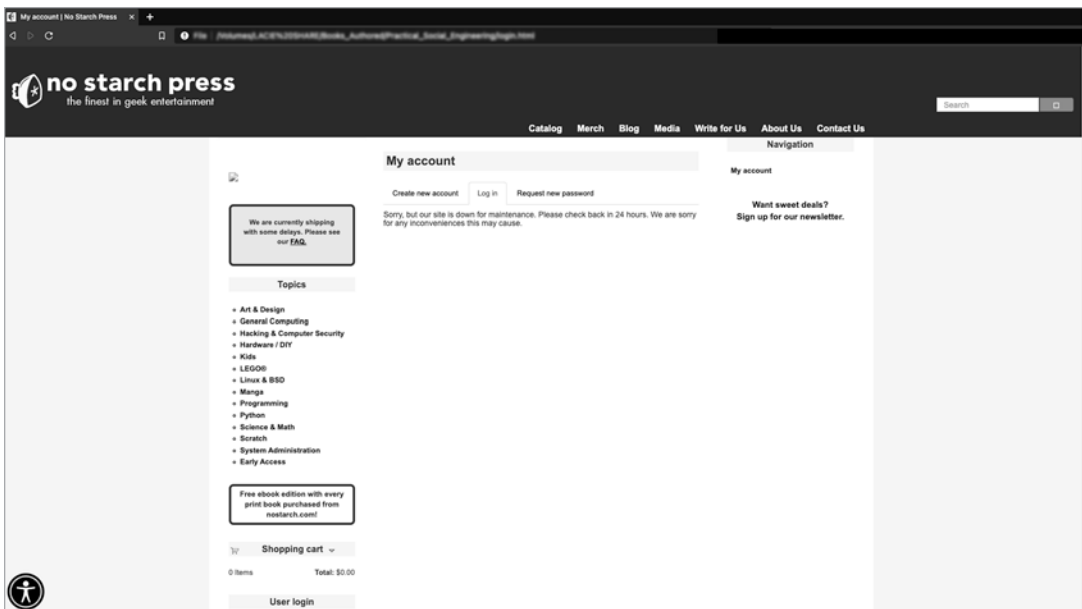 My account | No Starch Press
File
no starch press
the finest in geek entertainment
Search
Catalog Merch Blog Media Write for Us About Us Contact Us
Navigation
My account
Want sweet deals?
Sign up for our newsletter.
My account
Create new account Log in Request new password
Sorry, but our site is down for maintenance. Please check back in 24 hours. We are sorry
for any inconveniences this may cause.
We are currently shipping
with some delays. Please see
our FAQ.
Topics
Art & Design
General Computing
Hacking & Computer Security
Hardware / DIY
Kids
LEGO®
Linux & BSD
Manga
Programming
Python
Science & Math
Scratch
System Administration
Early Access
Free ebook edition with every
print book purchased from
nostarch.com!
Shopping cart
0 Items Total: $0.00
User login